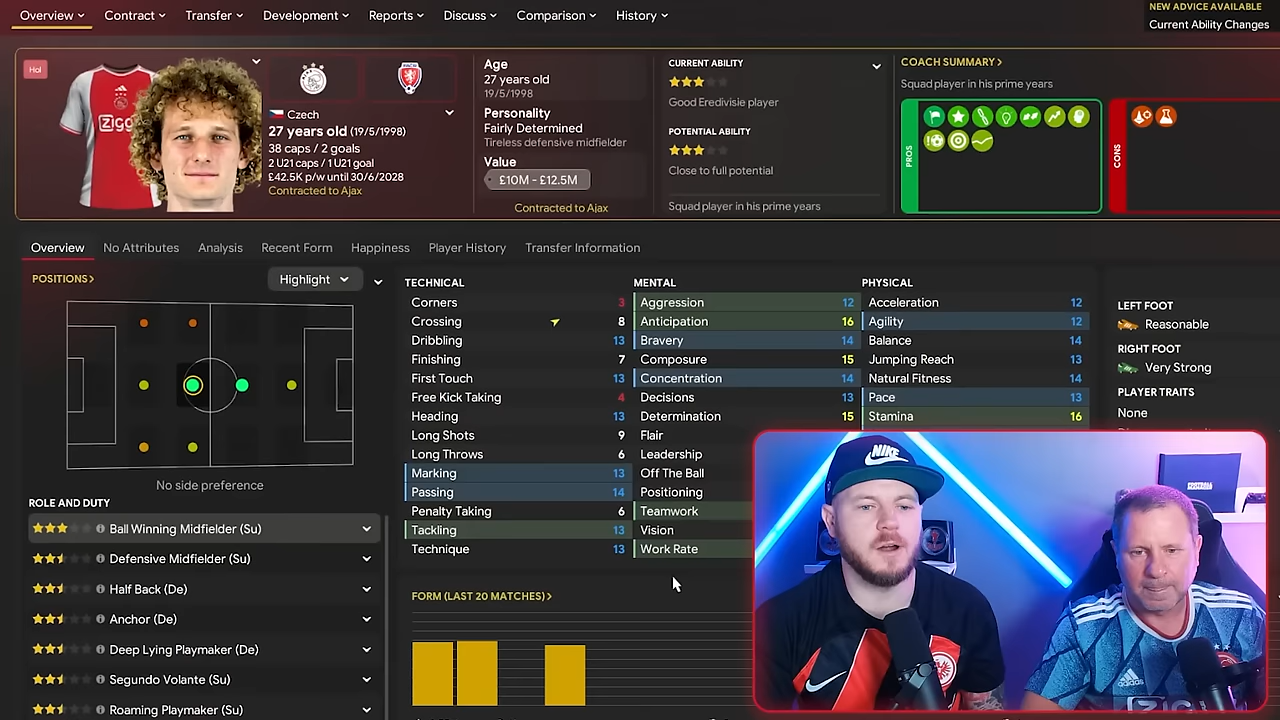 Overview
Contract
Transfer
Development
Reports
Discuss
Comparison
History
NEW ADVICE AVAILABLE
Current Ability Changes
Hol
Czech
27 years old (19/5/1998)
38 caps / 2 goals
2 U21 caps / 1 U21 goal
£42.5K p/w until 30/6/2028
Contracted to Ajax
Age
27 years old
19/5/1998
Personality
Fairly Determined
Tireless defensive midfielder
Value
£10M - £12.5M
Contracted to Ajax
CURRENT ABILITY
Good Eredivisie player
POTENTIAL ABILITY
Close to full potential
Squad player in his prime years
COACH SUMMARY >
Squad player in his prime years
PROS
CONS
Overview
No Attributes
Analysis
Recent Form
Happiness
Player History
Transfer Information
POSITIONS >
Highlight
No side preference
ROLE AND DUTY
Ball Winning Midfielder (Su)
Defensive Midfielder (Su)
Half Back (De)
Anchor (De)
Deep Lying Playmaker (De)
Segundo Volante (Su)
Roaming Playmaker (Su)
TECHNICAL
Corners 3
Crossing 8
Dribbling 13
Finishing 7
First Touch 13
Free Kick Taking 4
Heading 13
Long Shots 9
Long Throws 6
Marking 13
Passing 14
Penalty Taking 6
Tackling 13
Technique 13
MENTAL
Aggression 12
Anticipation 16
Bravery 14
Composure 15
Concentration 14
Decisions 13
Determination 15
Flair
Leadership
Off The Ball
Positioning
Teamwork
Vision
Work Rate
PHYSICAL
Acceleration 12
Agility 12
Balance 14
Jumping Reach 13
Natural Fitness 14
Pace 13
Stamina 16
LEFT FOOT
Reasonable
RIGHT FOOT
Very Strong
PLAYER TRAITS
None
FORM (LAST 20 MATCHES) >
NIKE
adidas